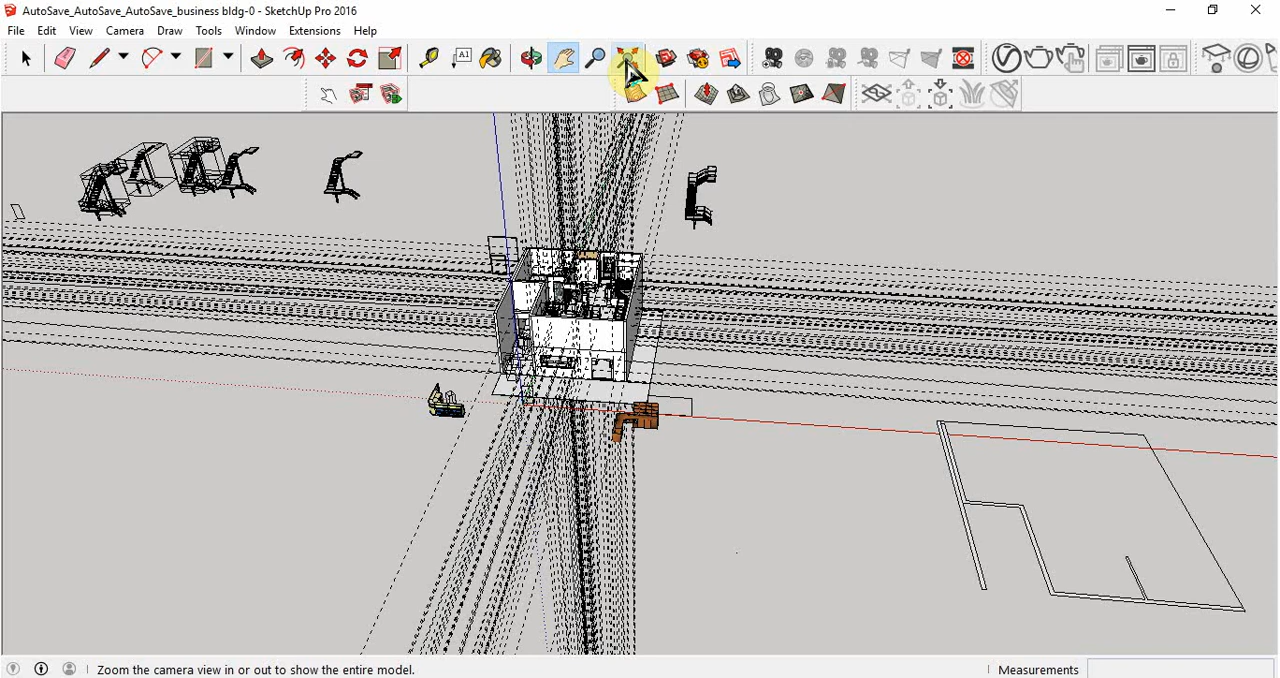 AutoSave_AutoSave_AutoSave_business bldg-0 - SketchUp Pro 2016
File Edit View Camera Draw Tools Window Extensions Help
A1
Zoom the camera view in or out to show the entire model.
Measurements